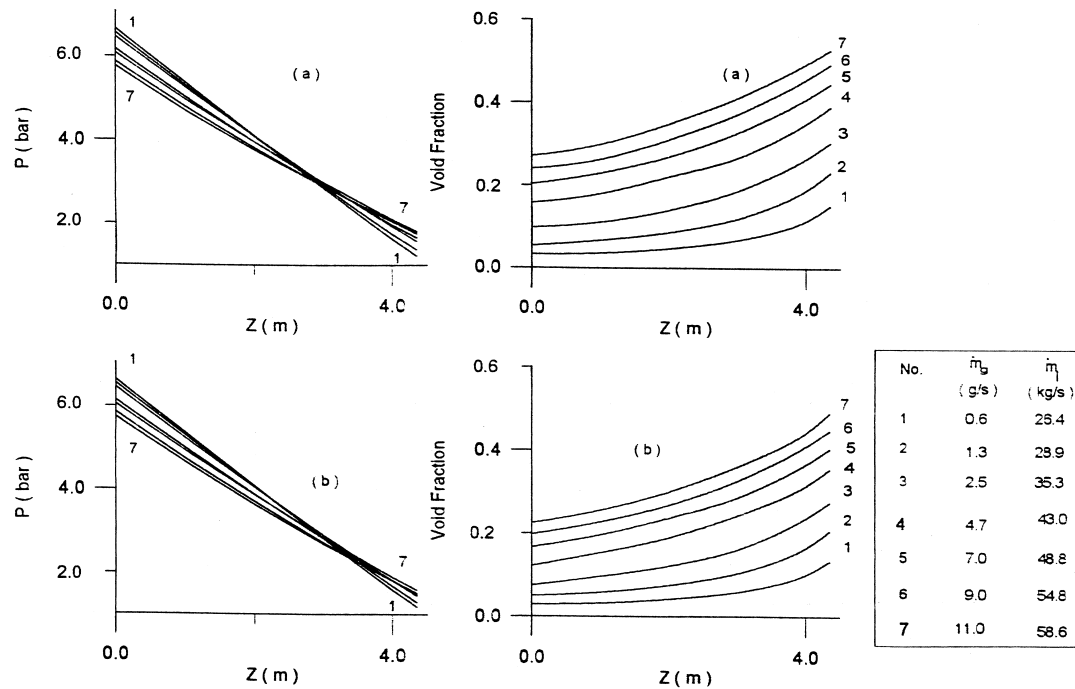 1
6.0
( a )
7
4.0
P ( bar )
7
2.0
1
0.0
4.0
Z ( m )
0.6
7
6
( a )
5
4
0.4
3
Void Fraction
2
0.2
1
0.0
0.0
4.0
Z ( m )
1
6.0
7
( b )
4.0
P ( bar )
7
2.0
1
0.0
4.0
Z ( m )
0.6
7
6
( b )
5
0.4
4
3
Void Fraction
2
0.2
1
0.0
0.0
4.0
Z ( m )
No. ṁg ṁl
( g/s ) ( kg/s )
1 0.6 26.4
2 1.3 28.9
3 2.5 35.3
4 4.7 43.0
5 7.0 48.8
6 9.0 54.8
7 11.0 58.6